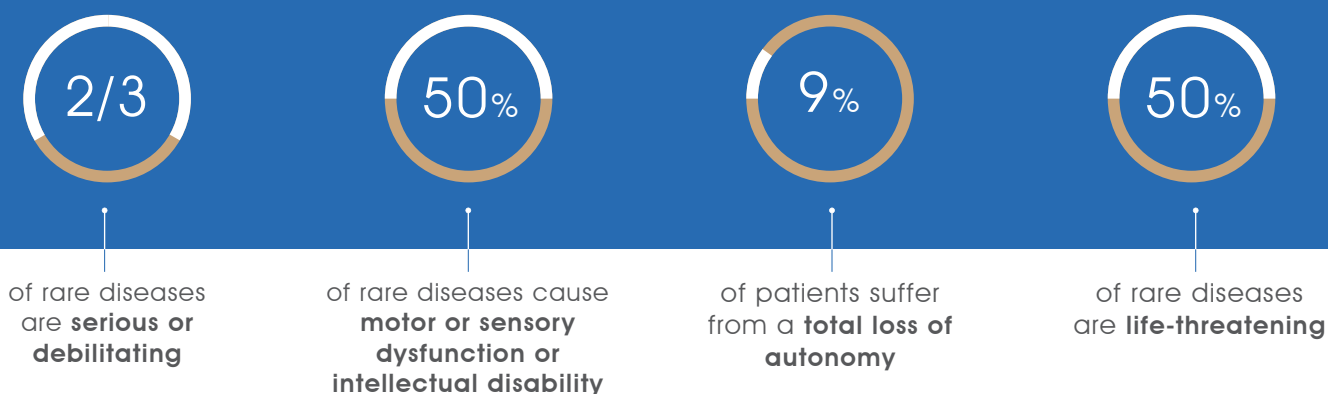 2/3
of rare diseases
are serious or
debilitating
50%
of rare diseases cause
motor or sensory
dysfunction or
intellectual disability
9%
of patients suffer
from a total loss of
autonomy
50%
of rare diseases
are life-threatening